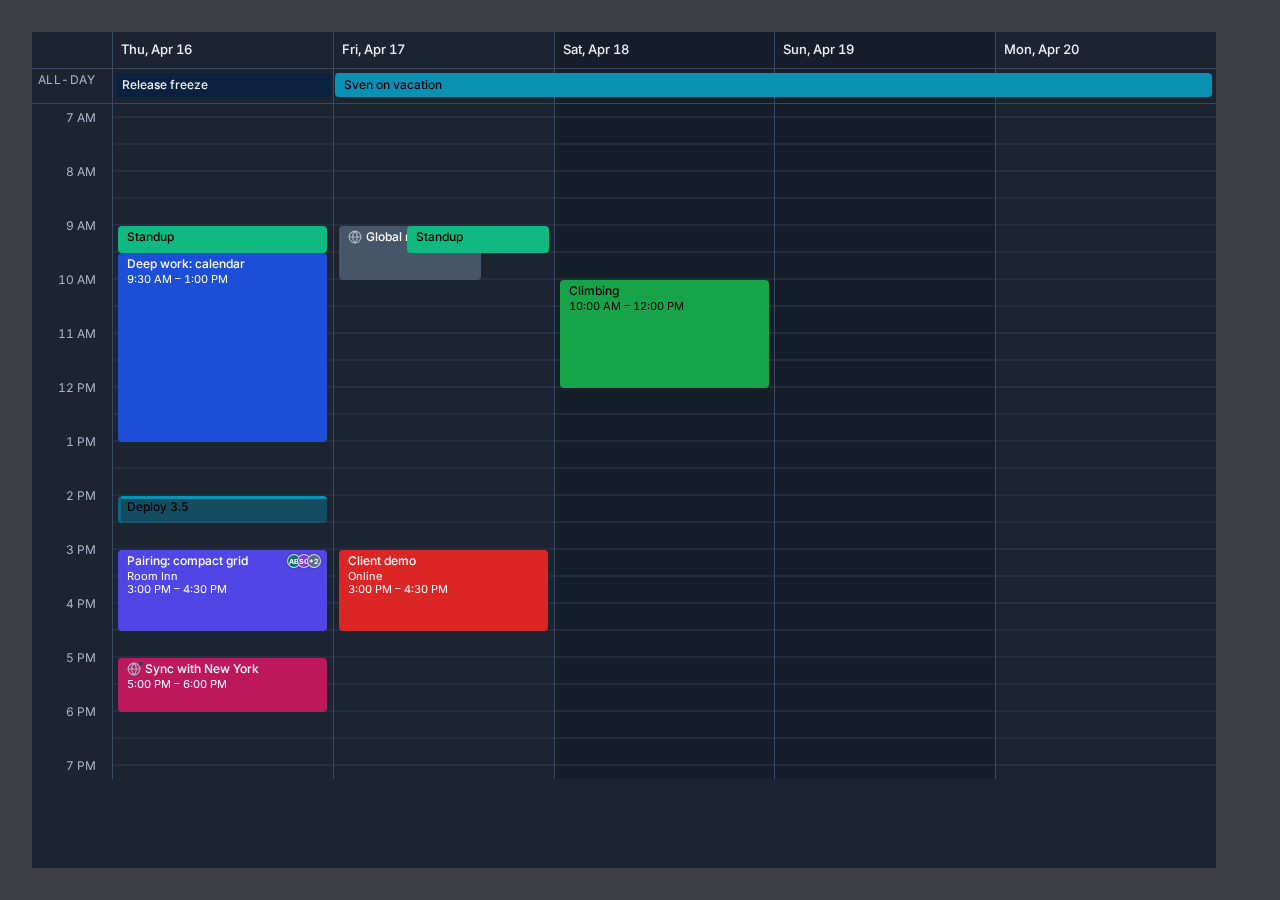 Thu, Apr 16
Fri, Apr 17
Sat, Apr 18
Sun, Apr 19
Mon, Apr 20
ALL-DAY
Release freeze
Sven on vacation
7 AM
8 AM
9 AM
10 AM
11 AM
12 PM
1 PM
2 PM
3 PM
4 PM
5 PM
6 PM
7 PM
Standup
Deep work: calendar
9:30 AM – 1:00 PM
Deploy 3.5
Pairing: compact grid
+2
Room Inn
3:00 PM – 4:30 PM
Sync with New York
5:00 PM – 6:00 PM
Global
Standup
Client demo
Online
3:00 PM – 4:30 PM
Climbing
10:00 AM – 12:00 PM